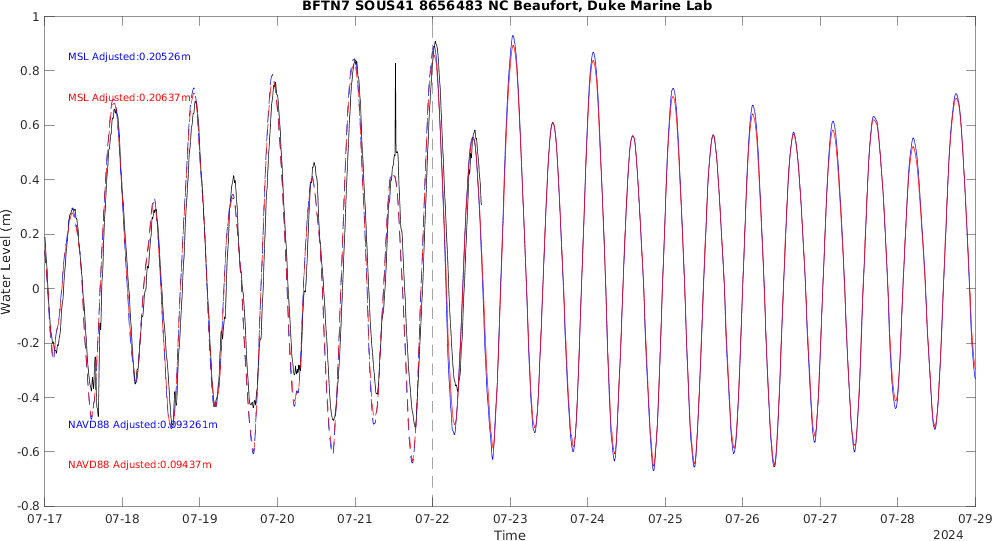 BFTN7 SOUS41 8656483 NC Beaufort, Duke Marine Lab
1
0.8
0.6
0.4
0.2
0
-0.2
-0.4
-0.6
-0.8
Water Level (m)
MSL Adjusted:0.20526m
MSL Adjusted:0.20637m
NAVD88 Adjusted:0.093261m
NAVD88 Adjusted:0.09437m
07-17 07-18 07-19 07-20 07-21 07-22 07-23 07-24 07-25 07-26 07-27 07-28 07-29
Time
2024